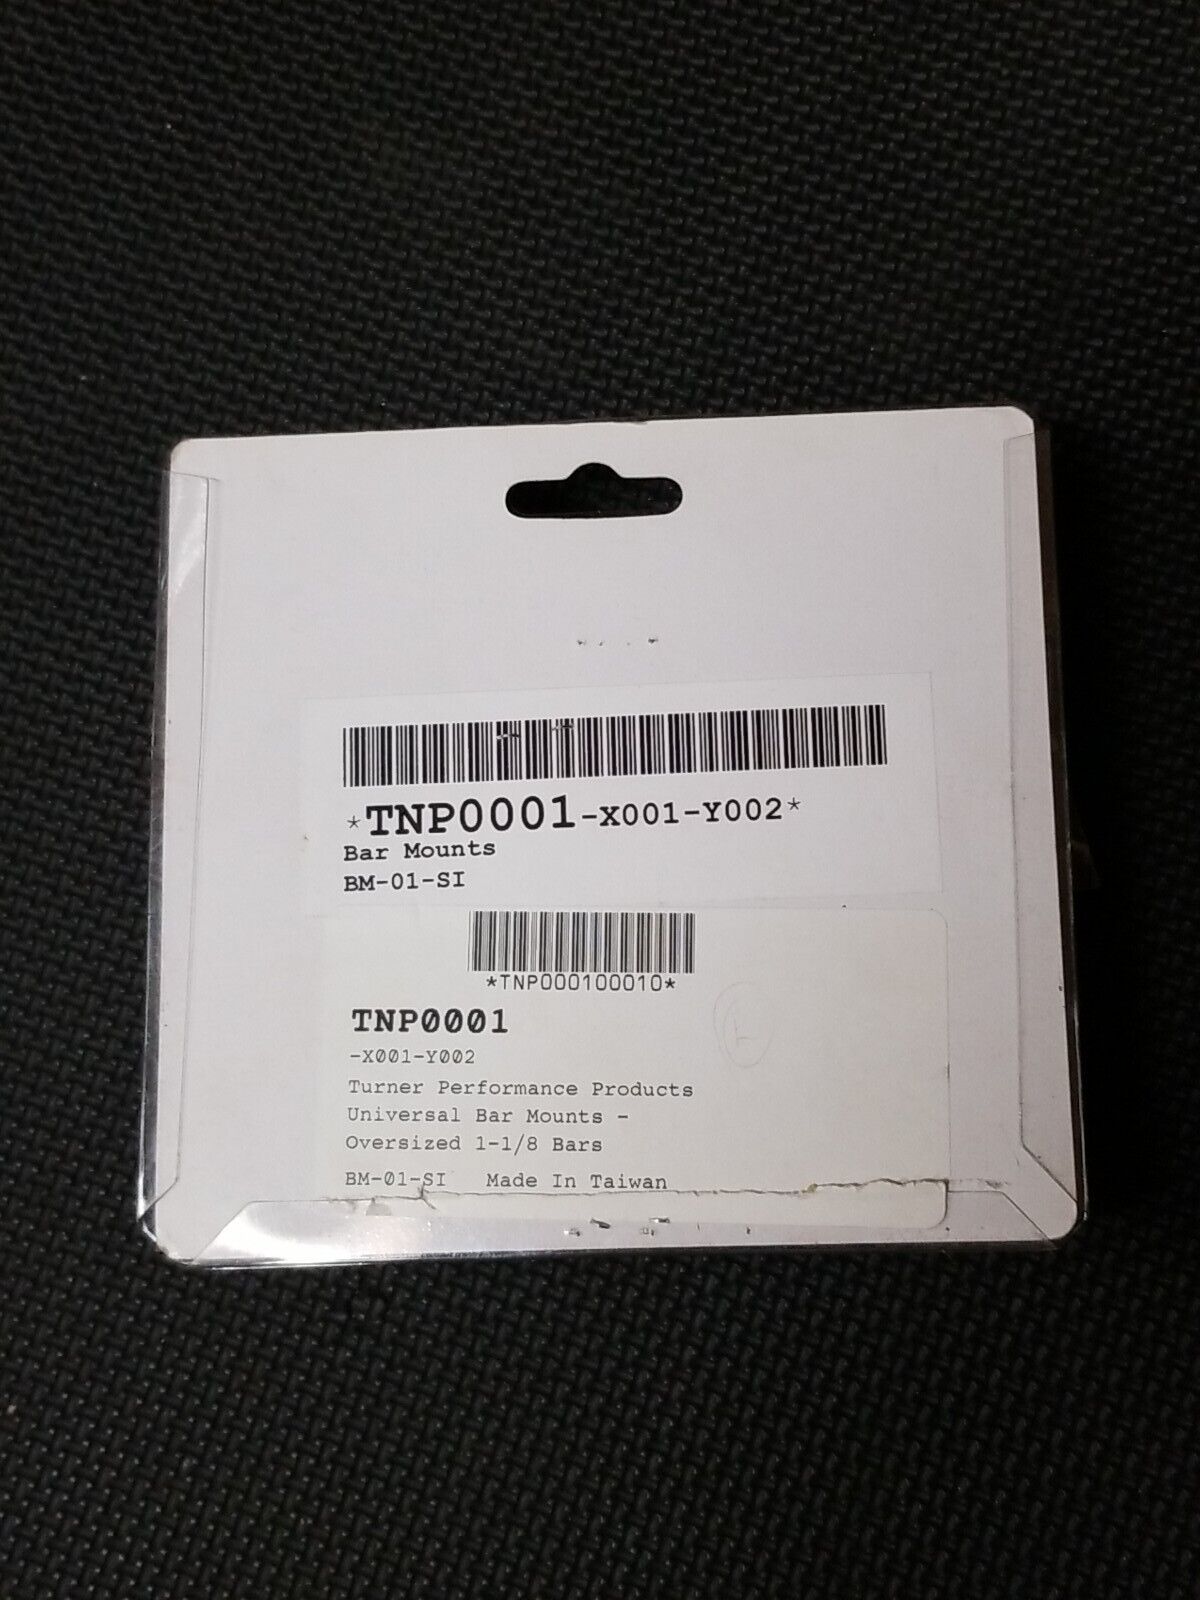 *TNP0001-X001-Y002*
Bar Mounts
BM-01-SI
*TNP000100010*
TNP0001
-X001-Y002
Turner Performance Products
Universal Bar Mounts -
Oversized 1-1/8 Bars
BM-01-SI Made In Taiwan